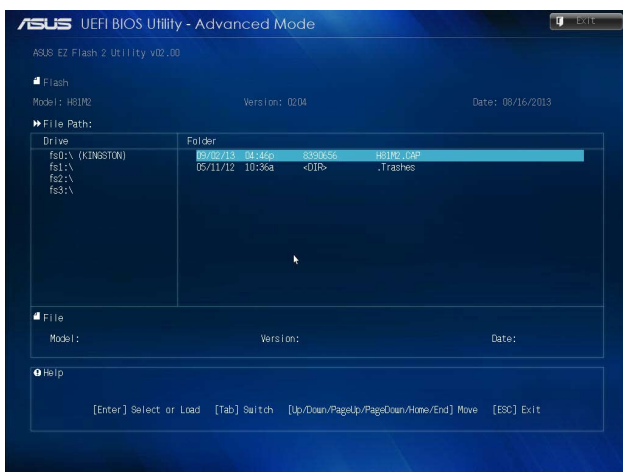 ASUS UEFI BIOS Utility - Advanced Mode
Exit
ASUS EZ Flash 2 Utility v02.00
Flash
Model: H81M2 Version: 0204 Date: 08/16/2013
File Path:
Drive Folder
fs0:\ (KINGSTON) 09/02/13 04:46p 8390656 H81M2.CAP
fs1:\ 05/11/12 10:36a <DIR> .Trashes
fs2:\
fs3:\
File
Model: Version: Date:
Help
[Enter] Select or Load [Tab] Switch [Up/Down/PageUp/PageDown/Home/End] Move [ESC] Exit